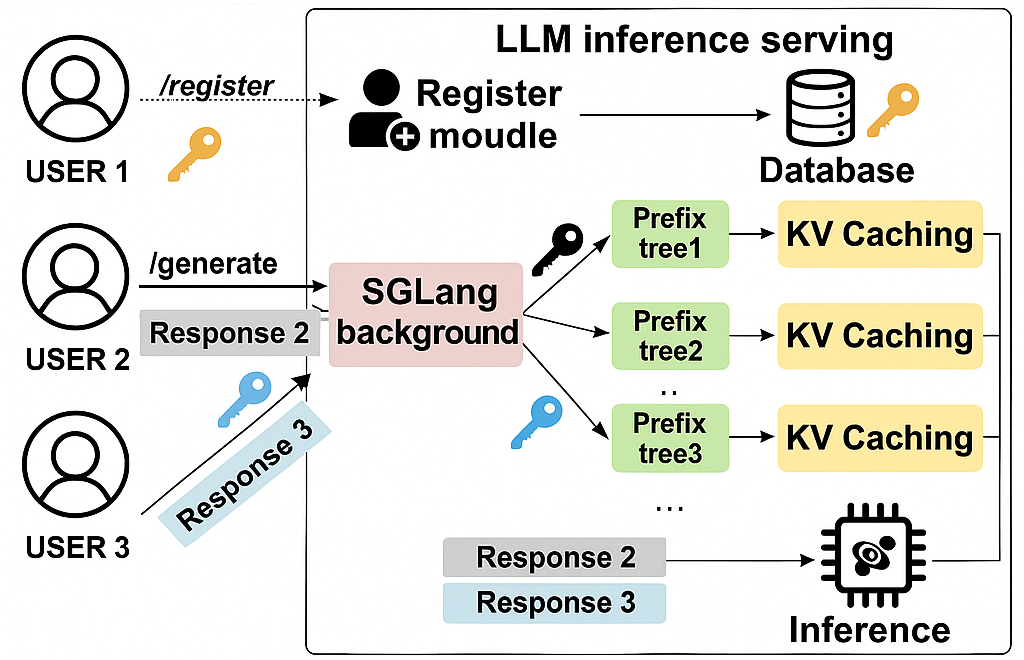 LLM inference serving
/register
Register
moudle
USER 1
Database
/generate
Prefix
tree1
KV Caching
SGLang
background
Response 2
USER 2
Prefix
tree2
KV Caching
..
Response 3
Prefix
tree3
KV Caching
USER 3
...
Response 2
Response 3
Inference